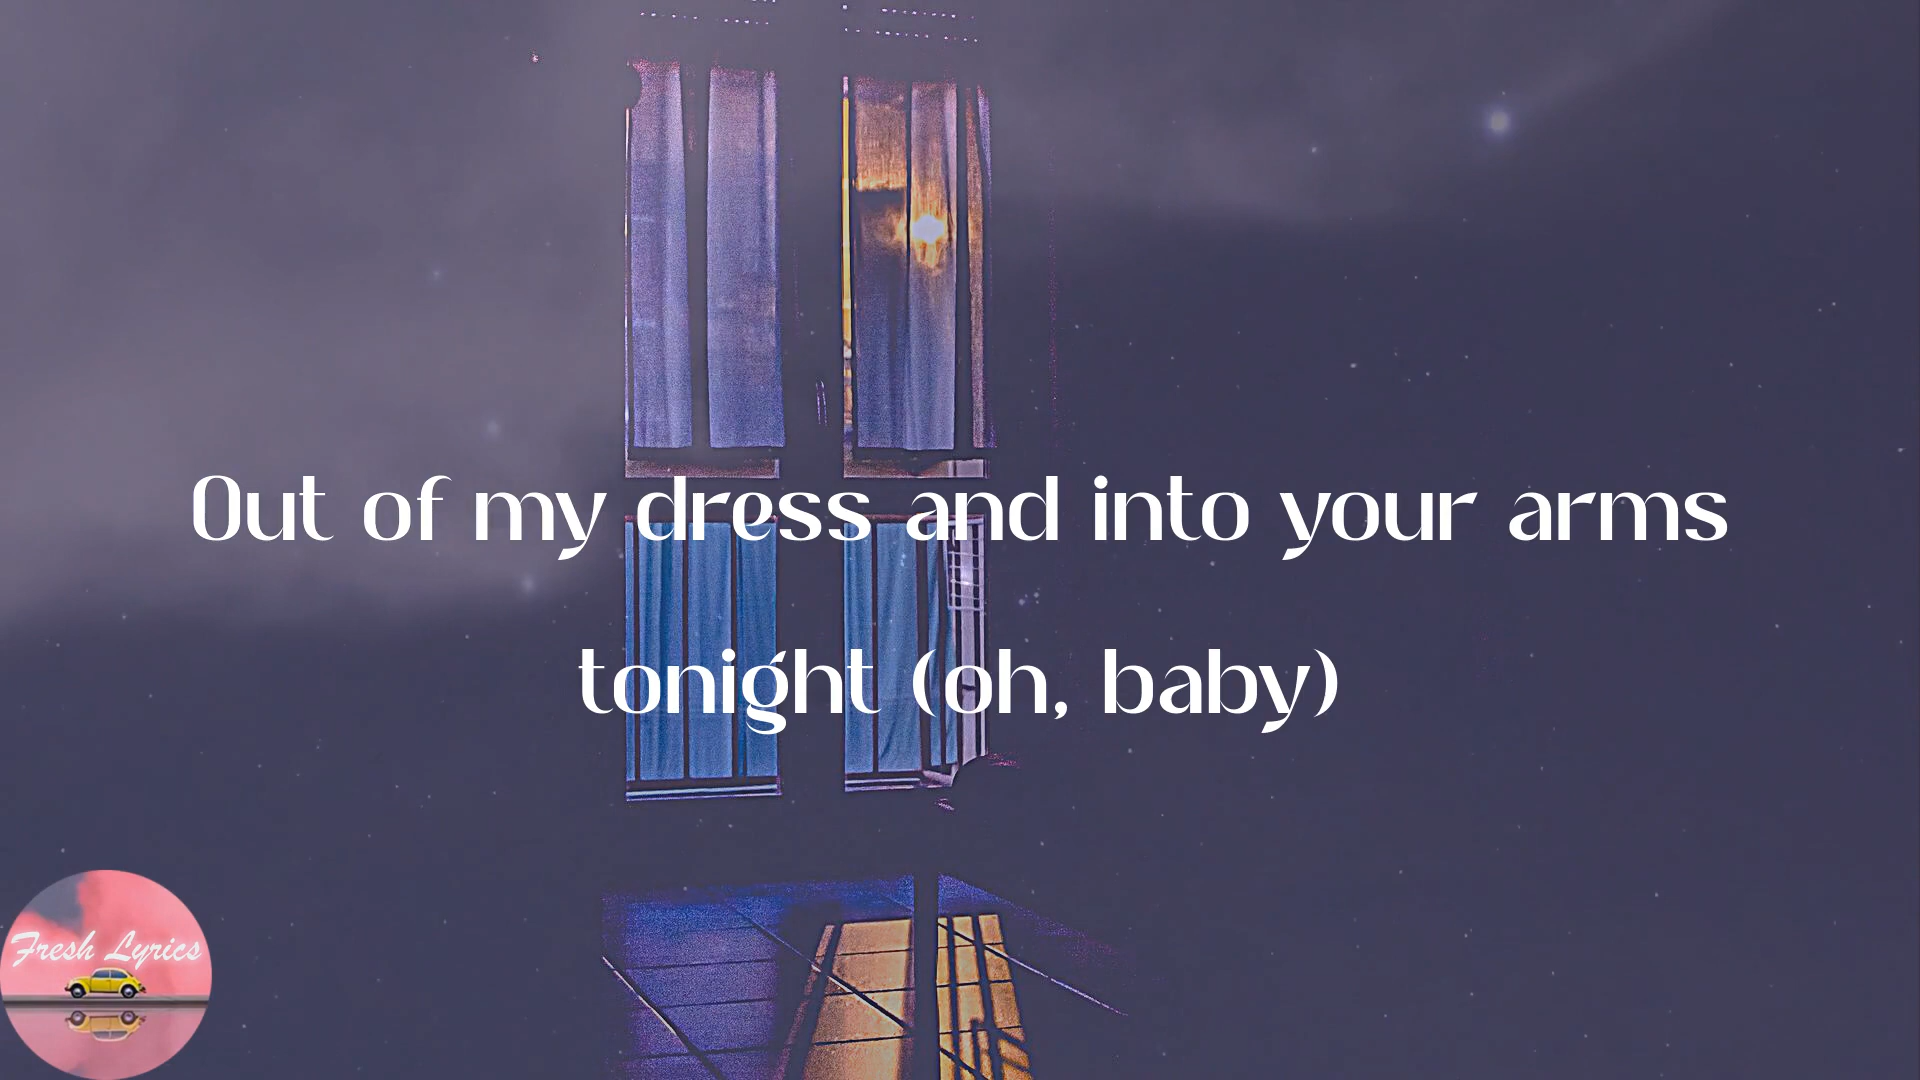 Out of my dress and into your arms
tonight (oh, baby)
Fresh Lyrics